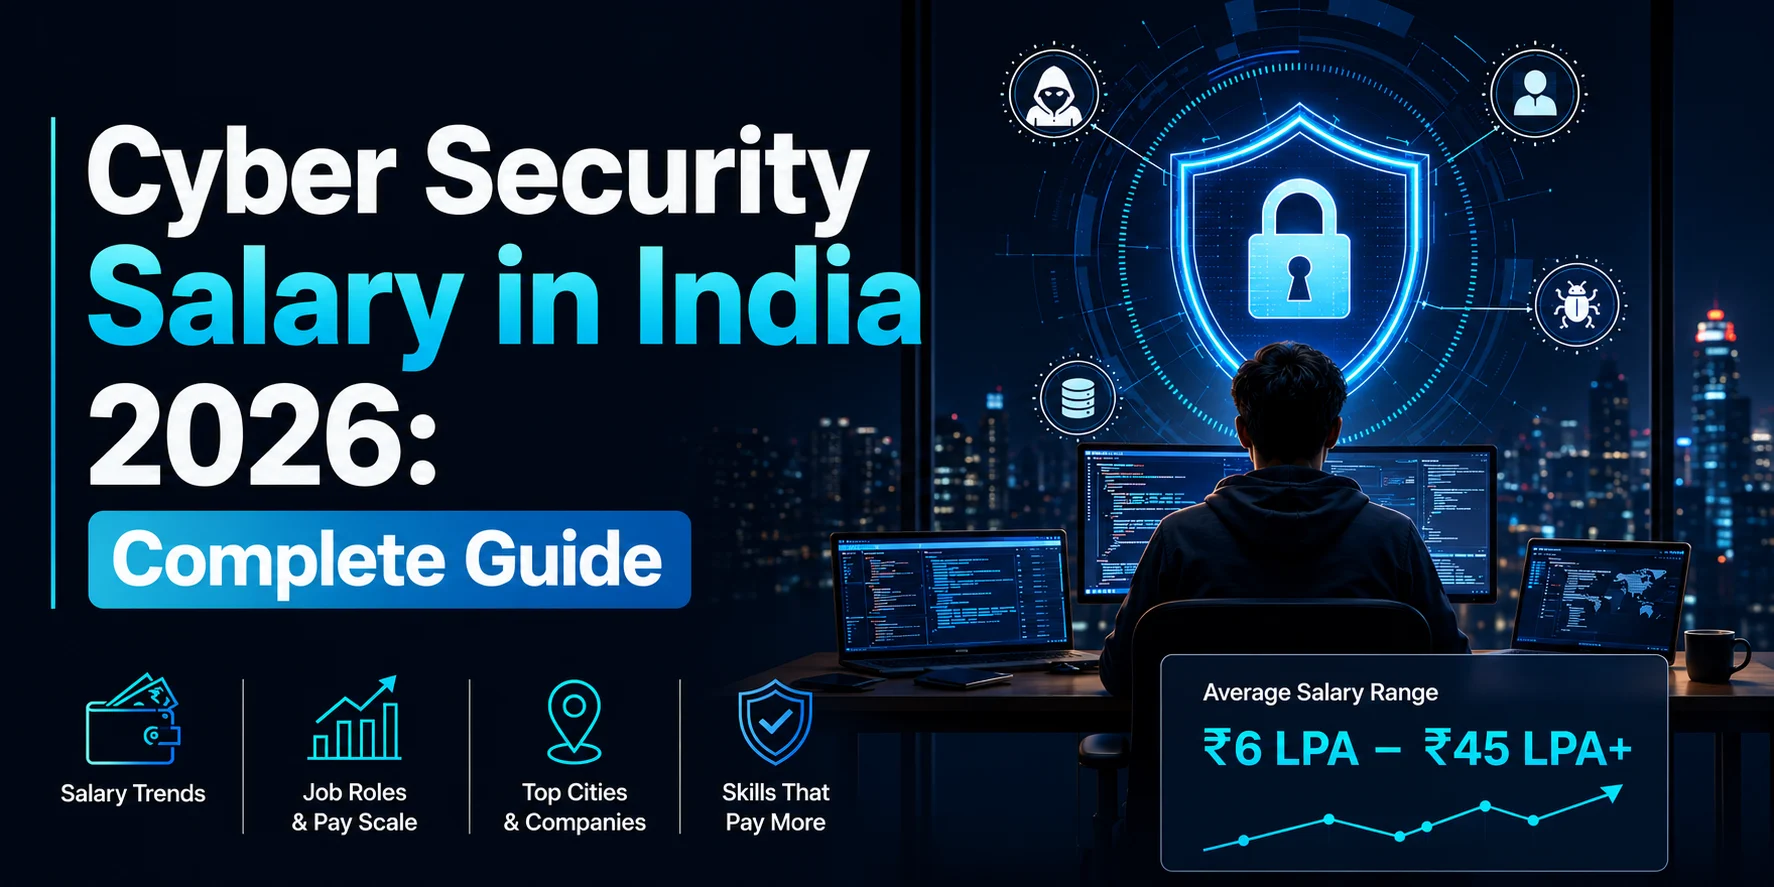 Cyber Security
Salary in India
2026:
Complete Guide
Salary Trends
Job Roles
& Pay Scale
Top Cities
& Companies
Skills That
Pay More
Average Salary Range
₹6 LPA – ₹45 LPA+